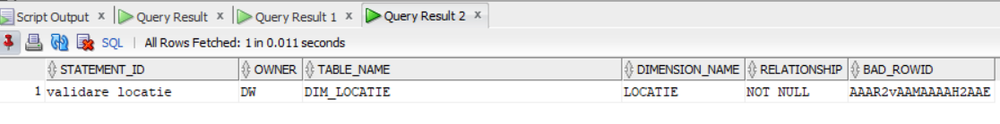 Script Output x Query Result x Query Result 1 x Query Result 2 x
SQL | All Rows Fetched: 1 in 0.011 seconds
STATEMENT_ID OWNER TABLE_NAME DIMENSION_NAME RELATIONSHIP BAD_ROWID
1 validare locatie DW DIM_LOCATIE LOCATIE NOT NULL AAAR2vAAMAAAAH2AAE